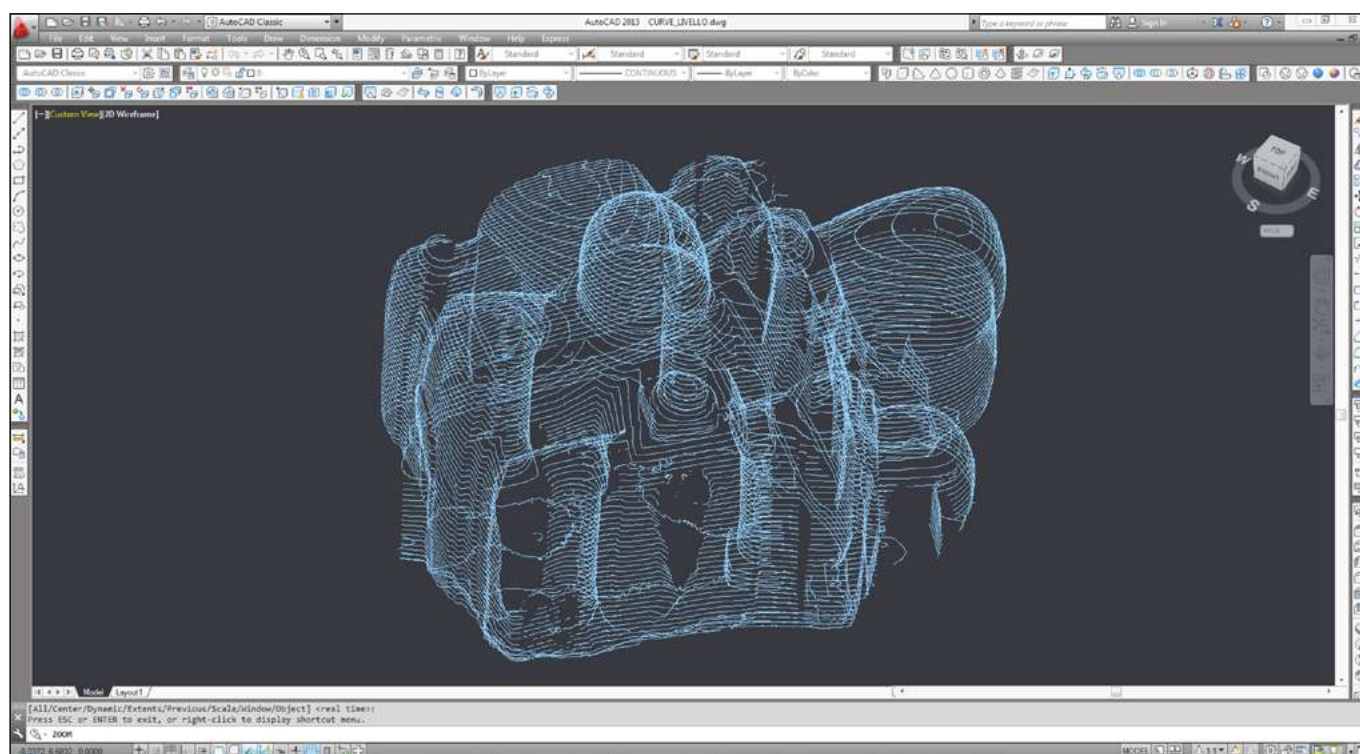 AutoCAD Classic
AutoCAD 2013 CURVE_LIVELLO.dwg
Type a keyword or phrase
Sign In
File Edit View Insert Format Tools Draw Dimension Modify Parametric Window Help Express
Standard Standard Standard Standard
AutoCAD Classic
ByLayer CONTINUOUS ByLayer ByColor
[−][Custom View][2D Wireframe]
TOP
W E
S
Model Layout1
[All/Center/Dynamic/Extents/Previous/Scale/Window/Object] <real time>:
Press ESC or ENTER to exit, or right-click to display shortcut menu.
ZOOM
MODEL 1:1